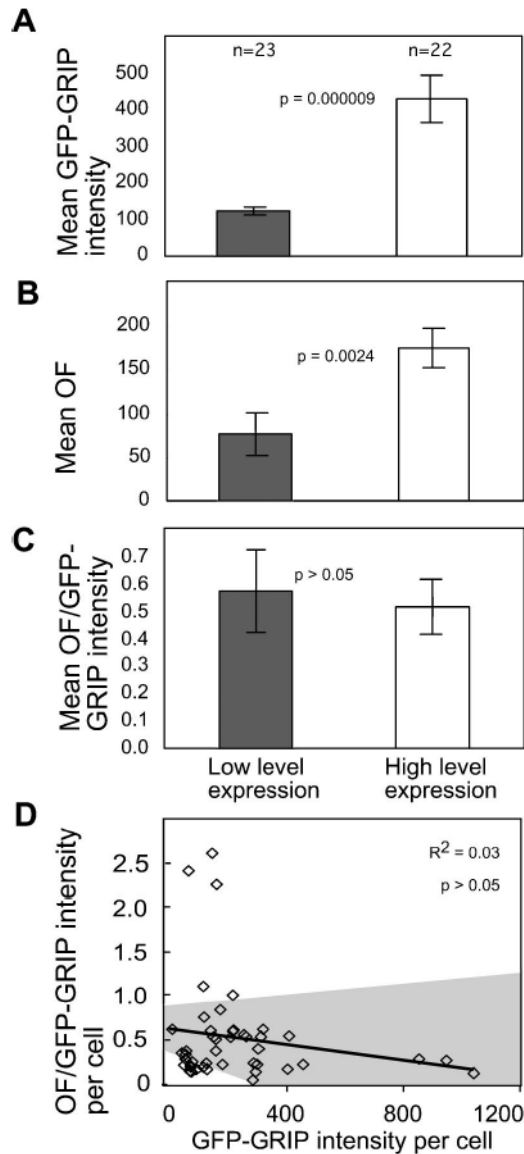 A
n=23
n=22
500
400
300
200
100
0
p = 0.000009
Mean GFP-GRIP
intensity
B
200
150
100
50
0
p = 0.0024
Mean OF
C
0.7
0.6
0.5
0.4
0.3
0.2
0.1
0.0
p > 0.05
Mean OF/GFP-
GRIP intensity
Low level
expression
High level
expression
D
R² = 0.03
p > 0.05
2.5
2.0
1.5
1.0
0.5
0
OF/GFP-GRIP intensity
per cell
0
400
800
1200
GFP-GRIP intensity per cell